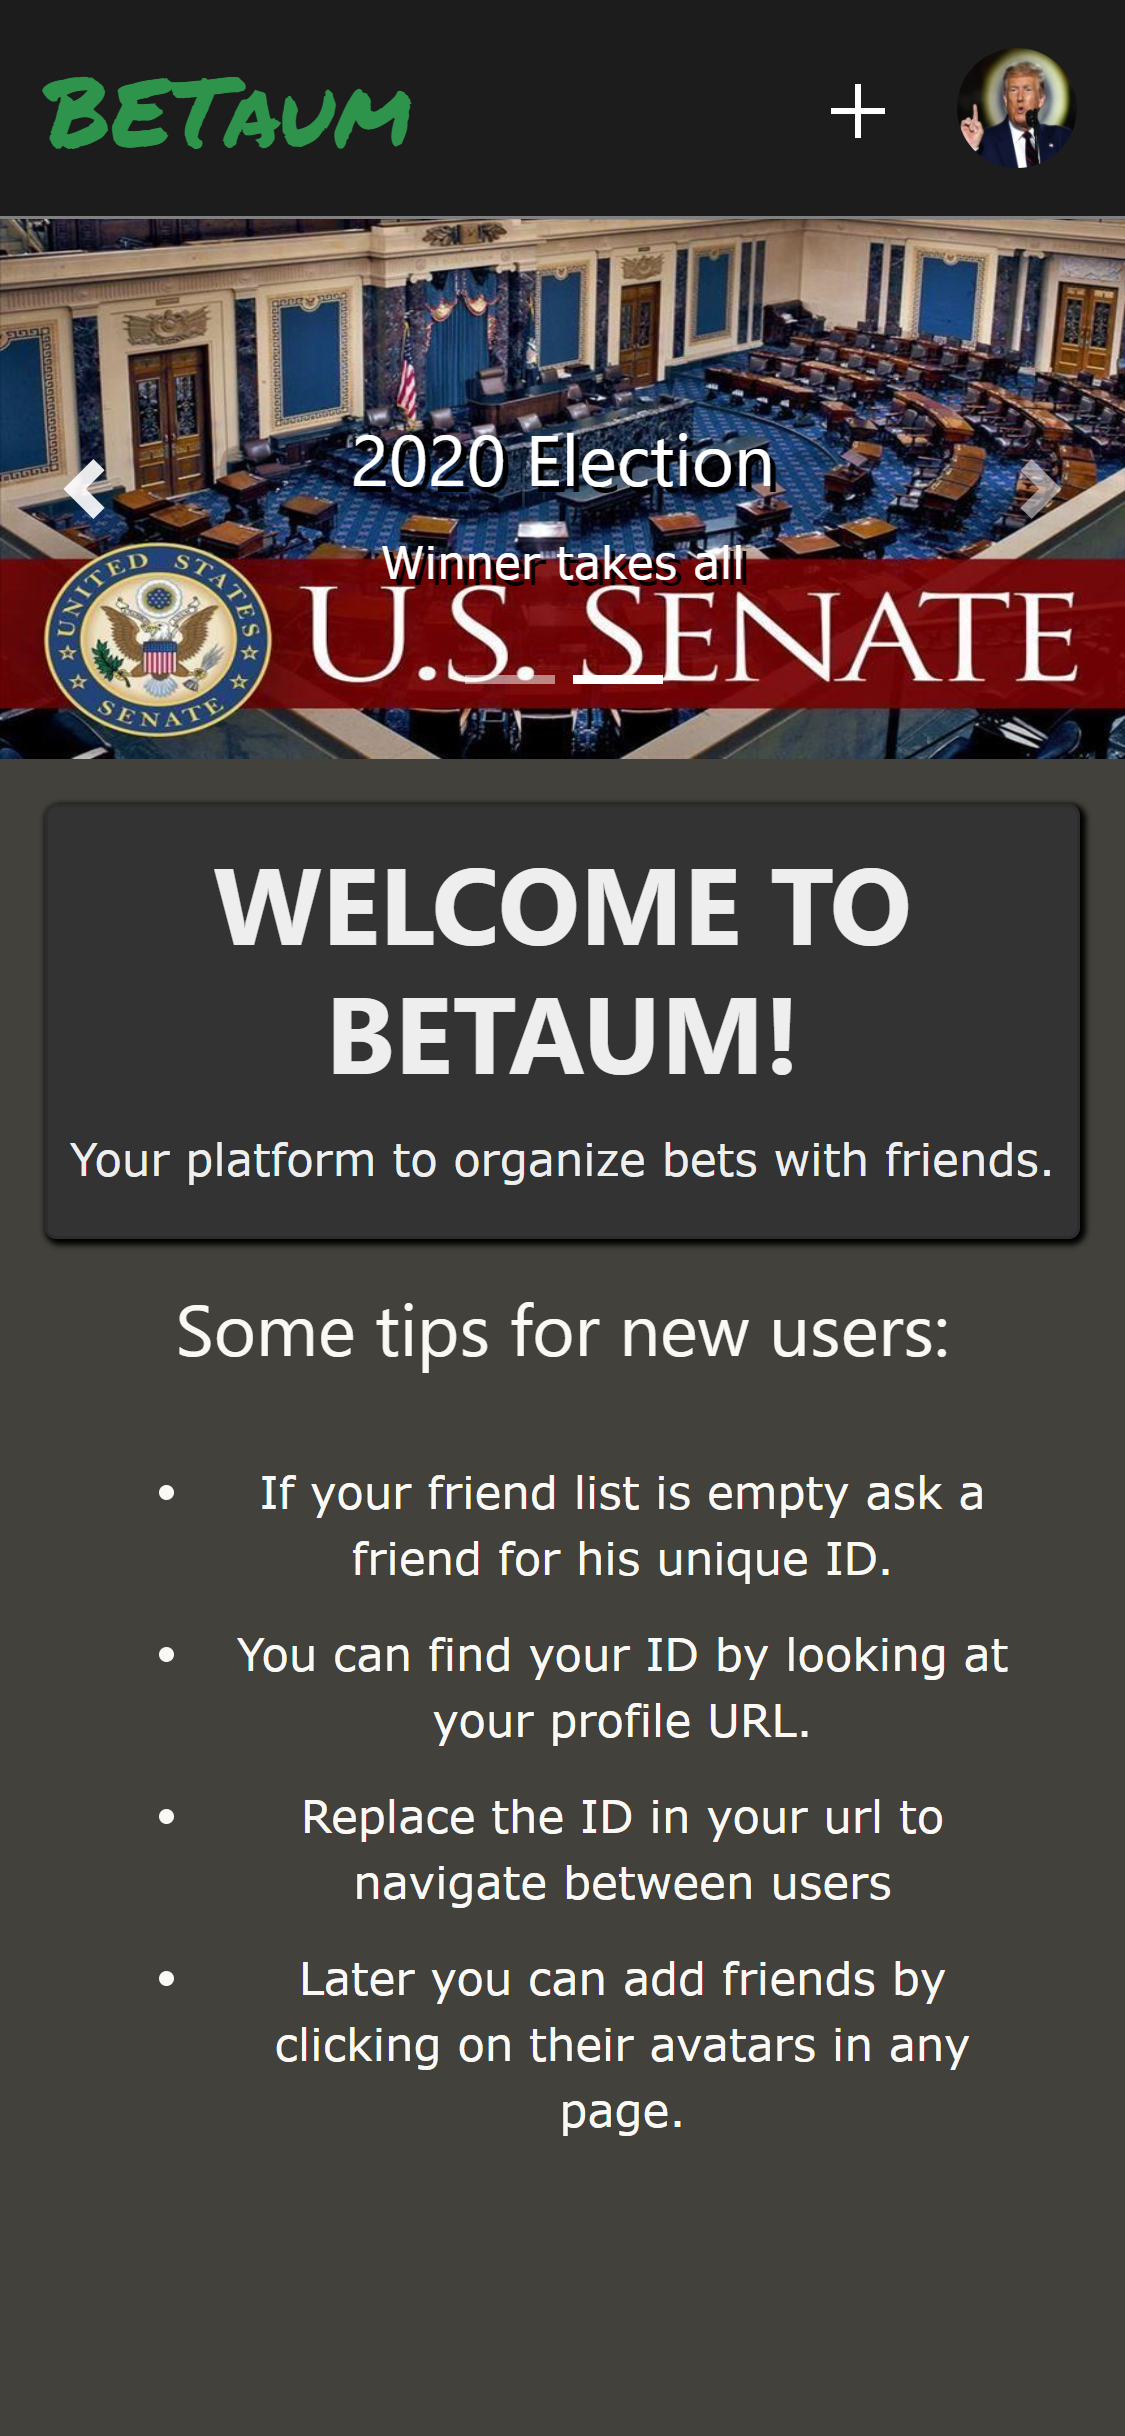 BETAUM
2020 Election
Winner takes all
UNITED STATES
SENATE
U.S. SENATE
WELCOME TO
BETAUM!
Your platform to organize bets with friends.
Some tips for new users:
If your friend list is empty ask a
friend for his unique ID.
You can find your ID by looking at
your profile URL.
Replace the ID in your url to
navigate between users
Later you can add friends by
clicking on their avatars in any
page.